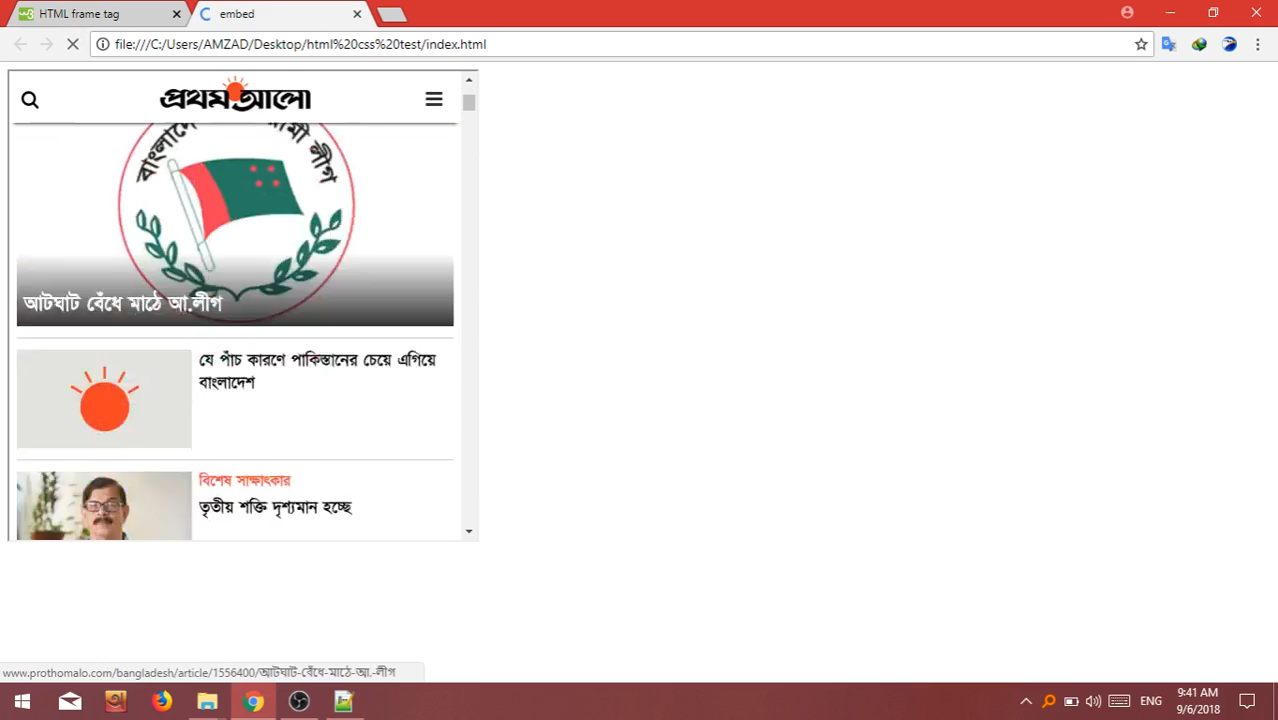 HTML frame tag
embed
file:///C:/Users/AMZAD/Desktop/html%20css%20test/index.html
প্রথম আলো
বাংলাদেশ
লীগ
আটঘাট বেঁধে মাঠে আ.লীগ
যে পাঁচ কারণে পাকিস্তানের চেয়ে এগিয়ে
বাংলাদেশ
বিশেষ সাক্ষাৎকার
তৃতীয় শক্তি দৃশ্যমান হচ্ছে
www.prothomalo.com/bangladesh/article/1556400/আটঘাট-বেঁধে-মাঠে-আ.-লীগ
ENG
9:41 AM
9/6/2018